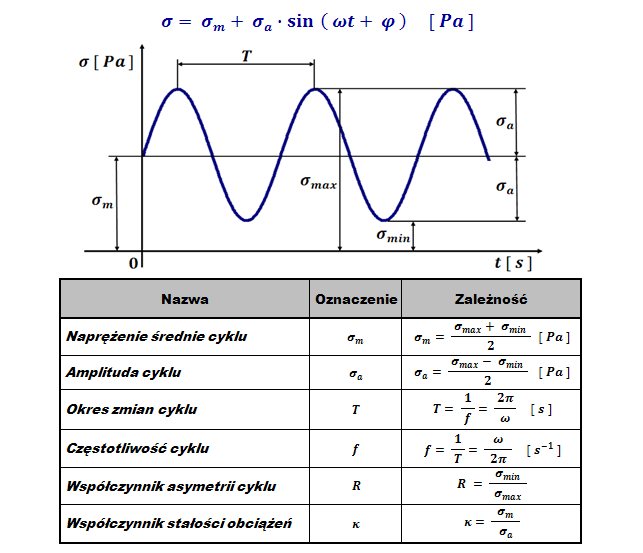 σ = σm + σa · sin ( ωt + φ ) [ Pa ]
σ [ Pa ]
T
σa
σm
σmax
σa
σmin
0
t [ s ]
Nazwa Oznaczenie Zależność
Naprężenie średnie cyklu σm σm = (σmax + σmin) / 2 [ Pa ]
Amplituda cyklu σa σa = (σmax − σmin) / 2 [ Pa ]
Okres zmian cyklu T T = 1/f = 2π/ω [ s ]
Częstotliwość cyklu f f = 1/T = ω/2π [ s⁻¹ ]
Współczynnik asymetrii cyklu R R = σmin/σmax
Współczynnik stałości obciążeń κ κ = σm/σa